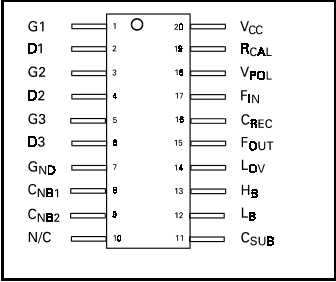 G1 1 20 VCC
D1 2 19 RCAL
G2 3 18 VPOL
D2 4 17 FIN
G3 5 16 CREC
D3 6 15 FOUT
GND 7 14 LOV
CNB1 8 13 HB
CNB2 9 12 LB
N/C 10 11 CSUB